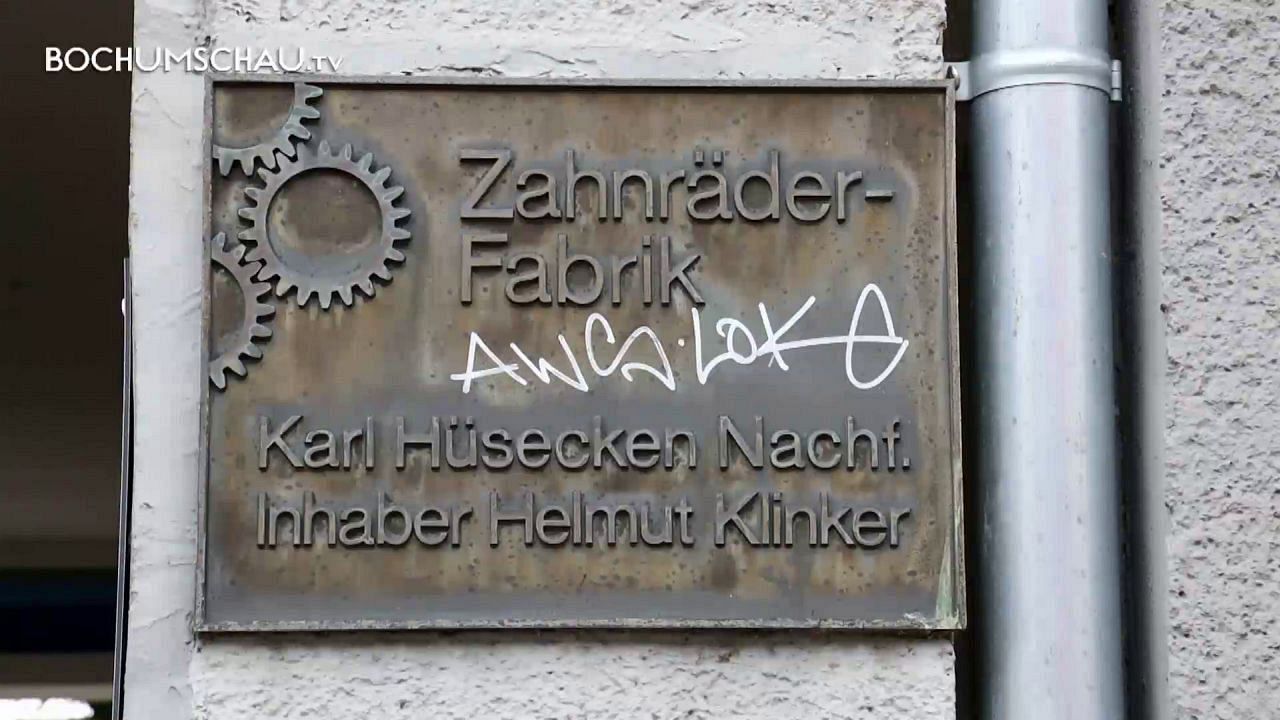 BOCHUMSCHAU.tv
Zahnräder-
Fabrik
Karl Hüsecken Nachf.
Inhaber Helmut Klinker